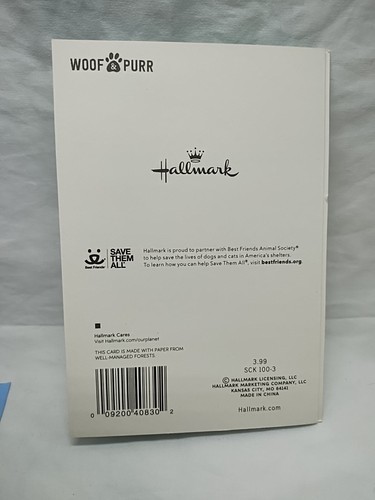 WOOF & PURR
Hallmark
Best Friends®
SAVE
THEM
ALL®
Hallmark is proud to partner with Best Friends Animal Society®
to help save the lives of dogs and cats in America's shelters.
To learn how you can help Save Them All®, visit bestfriends.org.
Hallmark Cares
Visit Hallmark.com/ourplanet
THIS CARD IS MADE WITH PAPER FROM
WELL-MANAGED FORESTS.
0 09200 40830 2
3.99
SCK 100-3
© HALLMARK LICENSING, LLC
HALLMARK MARKETING COMPANY, LLC
KANSAS CITY, MO 64141
MADE IN CHINA
Hallmark.com